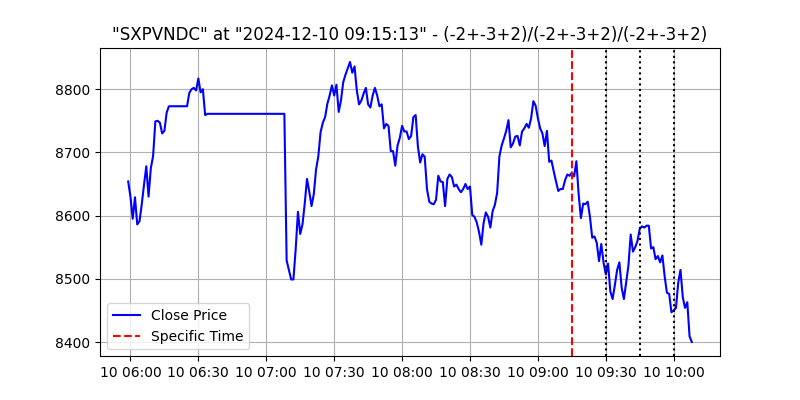 "SXPVNDC" at "2024-12-10 09:15:13" - (-2+-3+2)/(-2+-3+2)/(-2+-3+2)
8800
8700
8600
8500
8400
Close Price
Specific Time
10 06:00 10 06:30 10 07:00 10 07:30 10 08:00 10 08:30 10 09:00 10 09:30 10 10:00